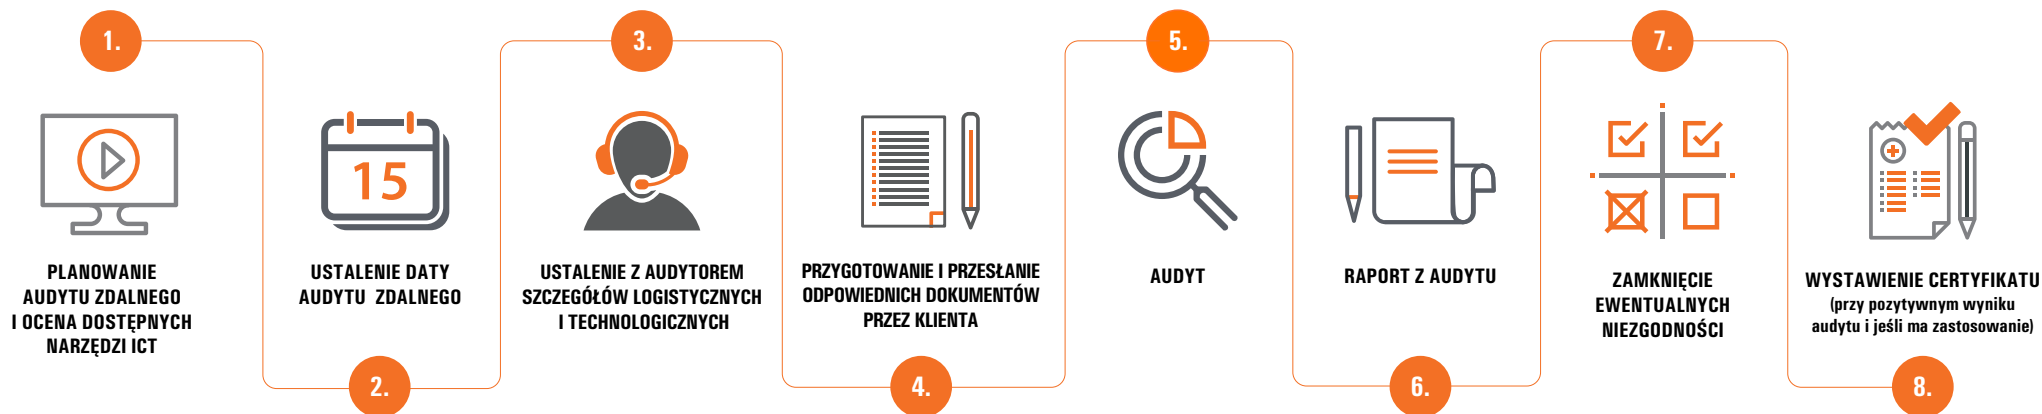 1.
PLANOWANIE
AUDYTU ZDALNEGO
I OCENA DOSTĘPNYCH
NARZĘDZI ICT
15
USTALENIE DATY
AUDYTU ZDALNEGO
2.
3.
USTALENIE Z AUDYTOREM
SZCZEGÓŁÓW LOGISTYCZNYCH
I TECHNOLOGICZNYCH
PRZYGOTOWANIE I PRZESŁANIE
ODPOWIEDNICH DOKUMENTÓW
PRZEZ KLIENTA
4.
5.
AUDYT
RAPORT Z AUDYTU
6.
7.
ZAMKNIĘCIE
EWENTUALNYCH
NIEZGODNOŚCI
WYSTAWIENIE CERTYFIKATU
(przy pozytywnym wyniku
audytu i jeśli ma zastosowanie)
8.